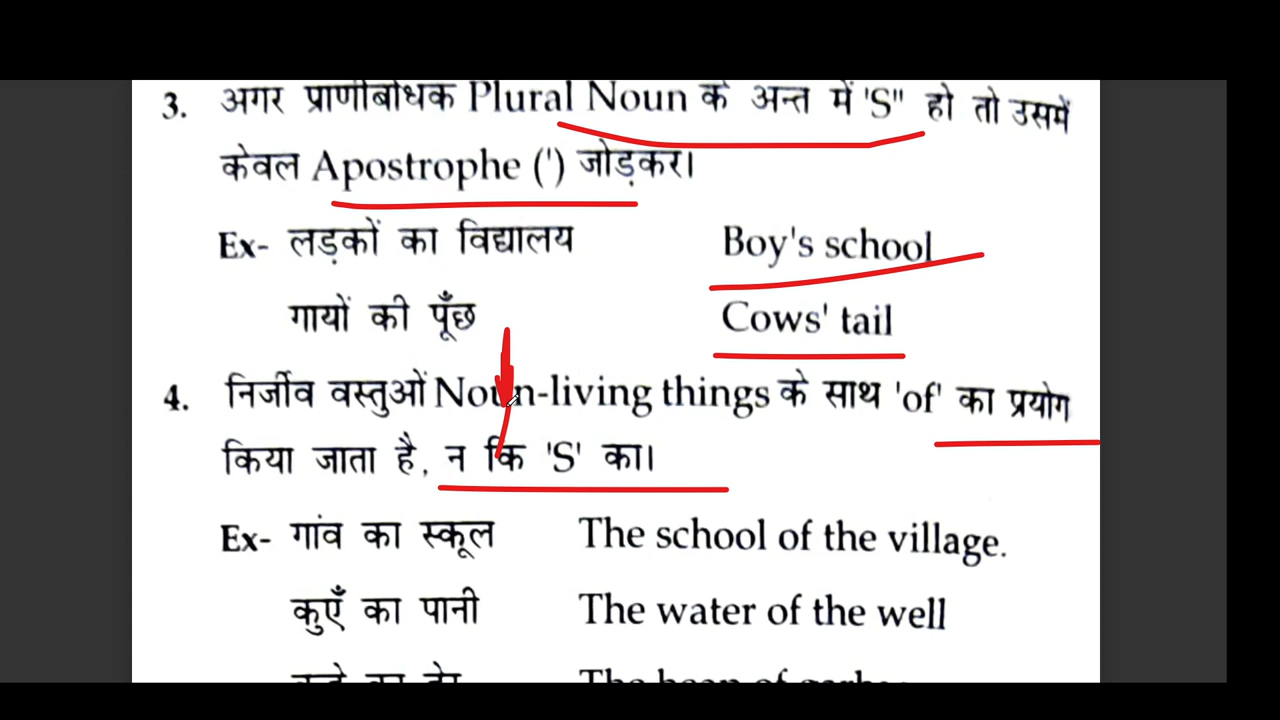 3. अगर प्राणीबोधक Plural Noun के अन्त में 'S" हो तो उसमें
केवल Apostrophe (') जोड़कर।
Ex- लड़कों का विद्यालय Boy's school
गायों की पूँछ Cows' tail
4. निर्जीव वस्तुओं Noun-living things के साथ 'of' का प्रयोग
किया जाता है, न कि 'S' का।
Ex- गांव का स्कूल The school of the village.
कुएँ का पानी The water of the well